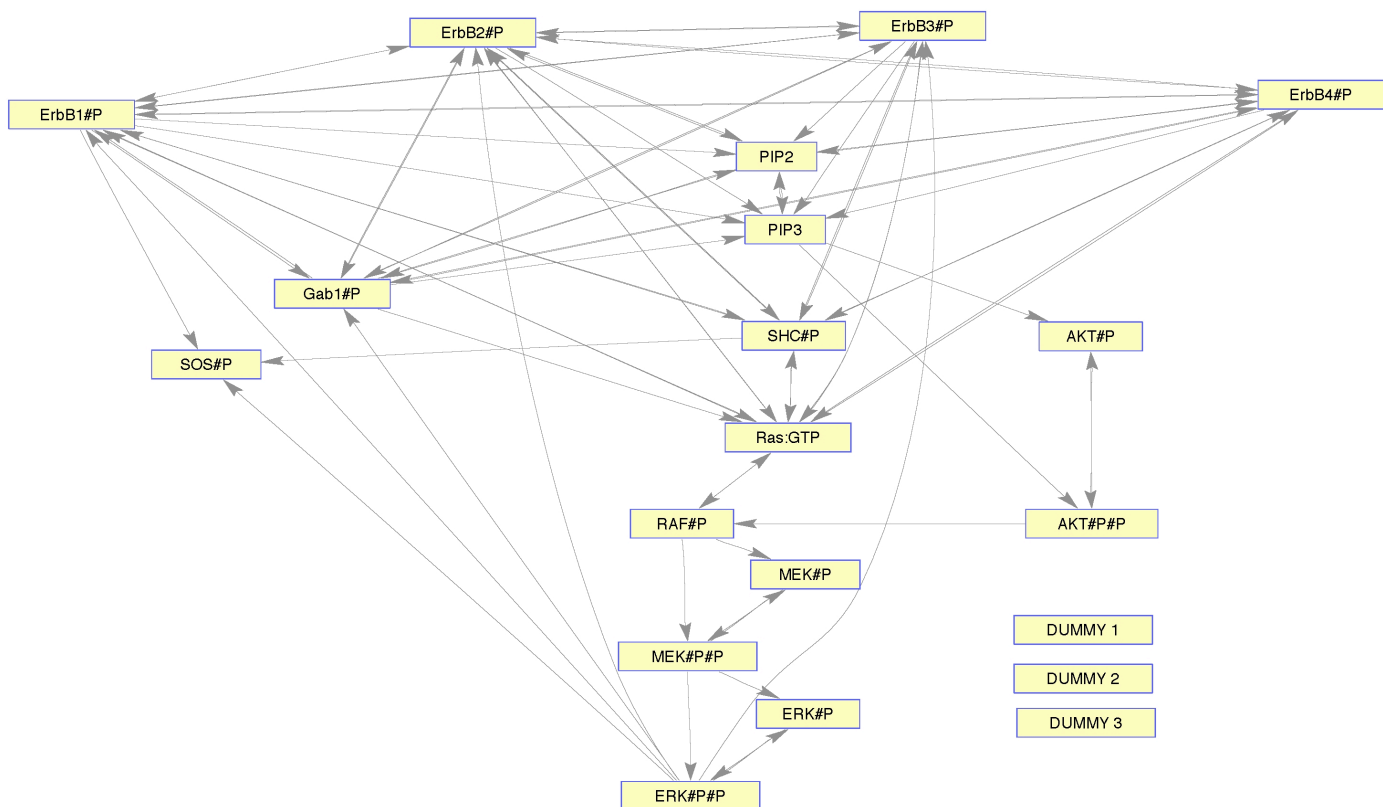 ErbB2#P
ErbB3#P
ErbB1#P
ErbB4#P
PIP2
PIP3
Gab1#P
SHC#P
AKT#P
SOS#P
Ras:GTP
RAF#P
AKT#P#P
MEK#P
DUMMY 1
MEK#P#P
DUMMY 2
ERK#P
DUMMY 3
ERK#P#P